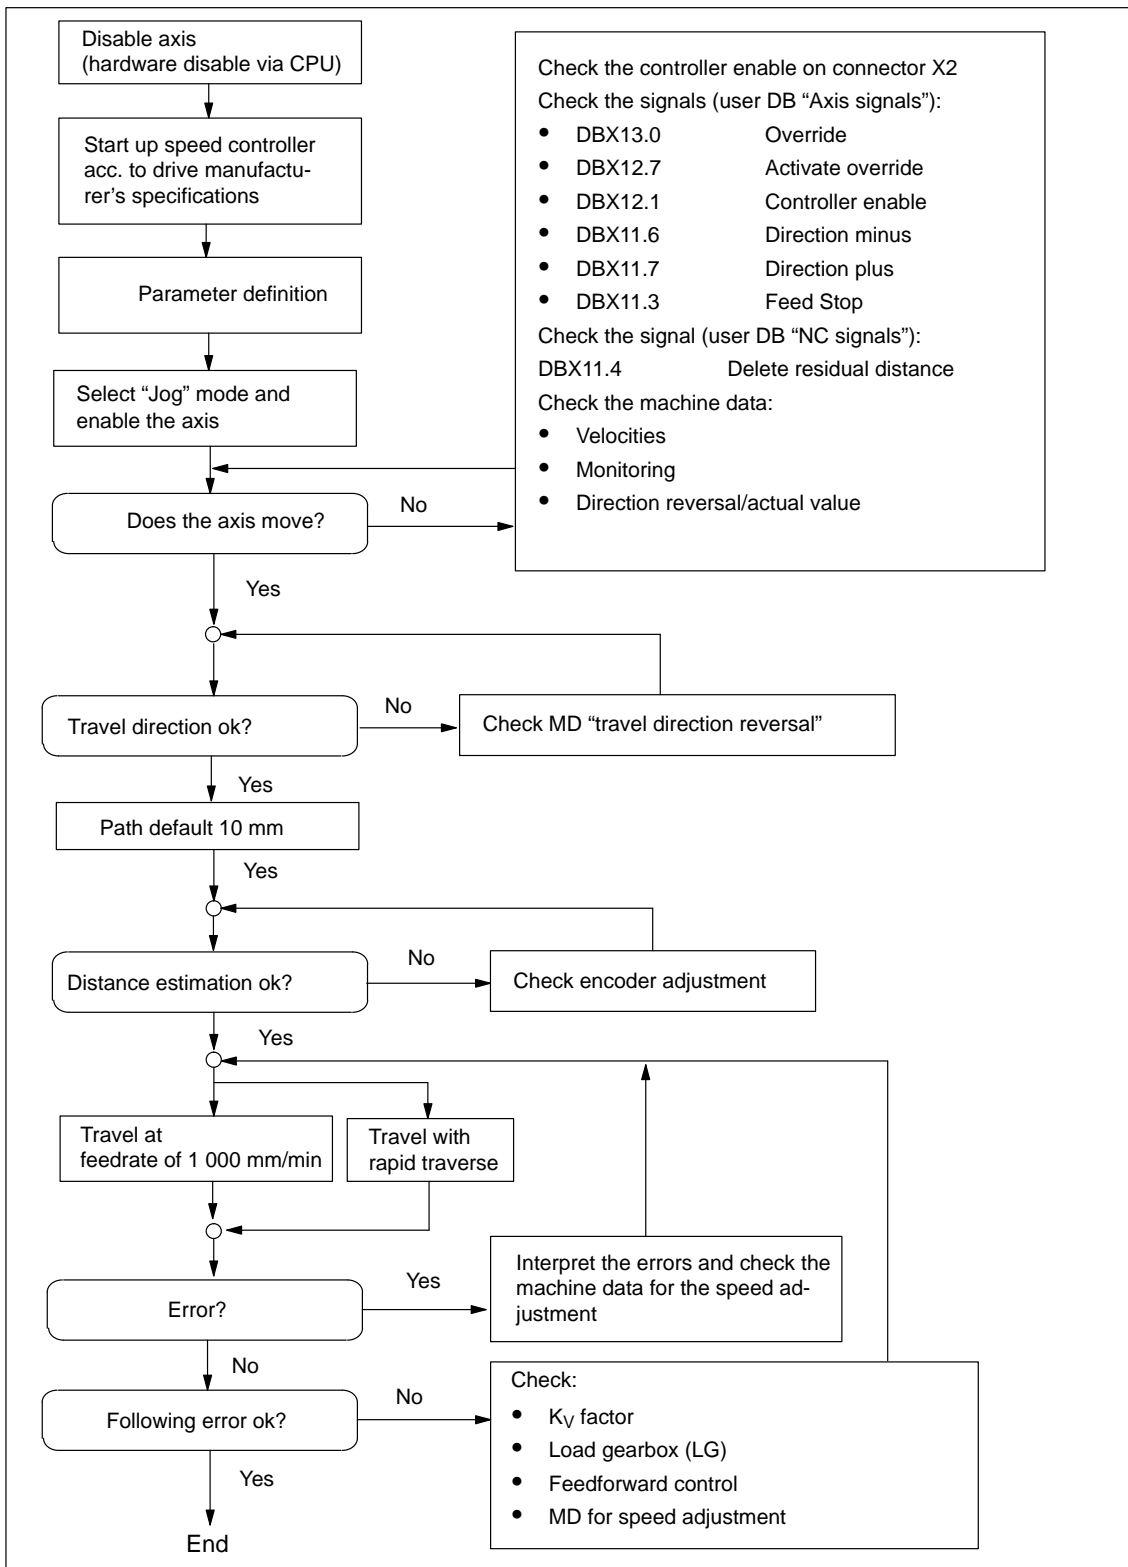 Disable axis
(hardware disable via CPU)
Start up speed controller
acc. to drive manufactu-
rer’s specifications
Parameter definition
Select “Jog” mode and
enable the axis
Does the axis move?
No
Check the controller enable on connector X2
Check the signals (user DB “Axis signals”):
• DBX13.0 Override
• DBX12.7 Activate override
• DBX12.1 Controller enable
• DBX11.6 Direction minus
• DBX11.7 Direction plus
• DBX11.3 Feed Stop
Check the signal (user DB “NC signals”):
DBX11.4 Delete residual distance
Check the machine data:
• Velocities
• Monitoring
• Direction reversal/actual value
Yes
Travel direction ok?
No
Check MD “travel direction reversal”
Yes
Path default 10 mm
Yes
Distance estimation ok?
No
Check encoder adjustment
Yes
Travel at
feedrate of 1 000 mm/min
Travel with
rapid traverse
Error?
Yes
Interpret the errors and check the
machine data for the speed ad-
justment
No
Following error ok?
No
Check:
• KV factor
• Load gearbox (LG)
• Feedforward control
• MD for speed adjustment
Yes
End